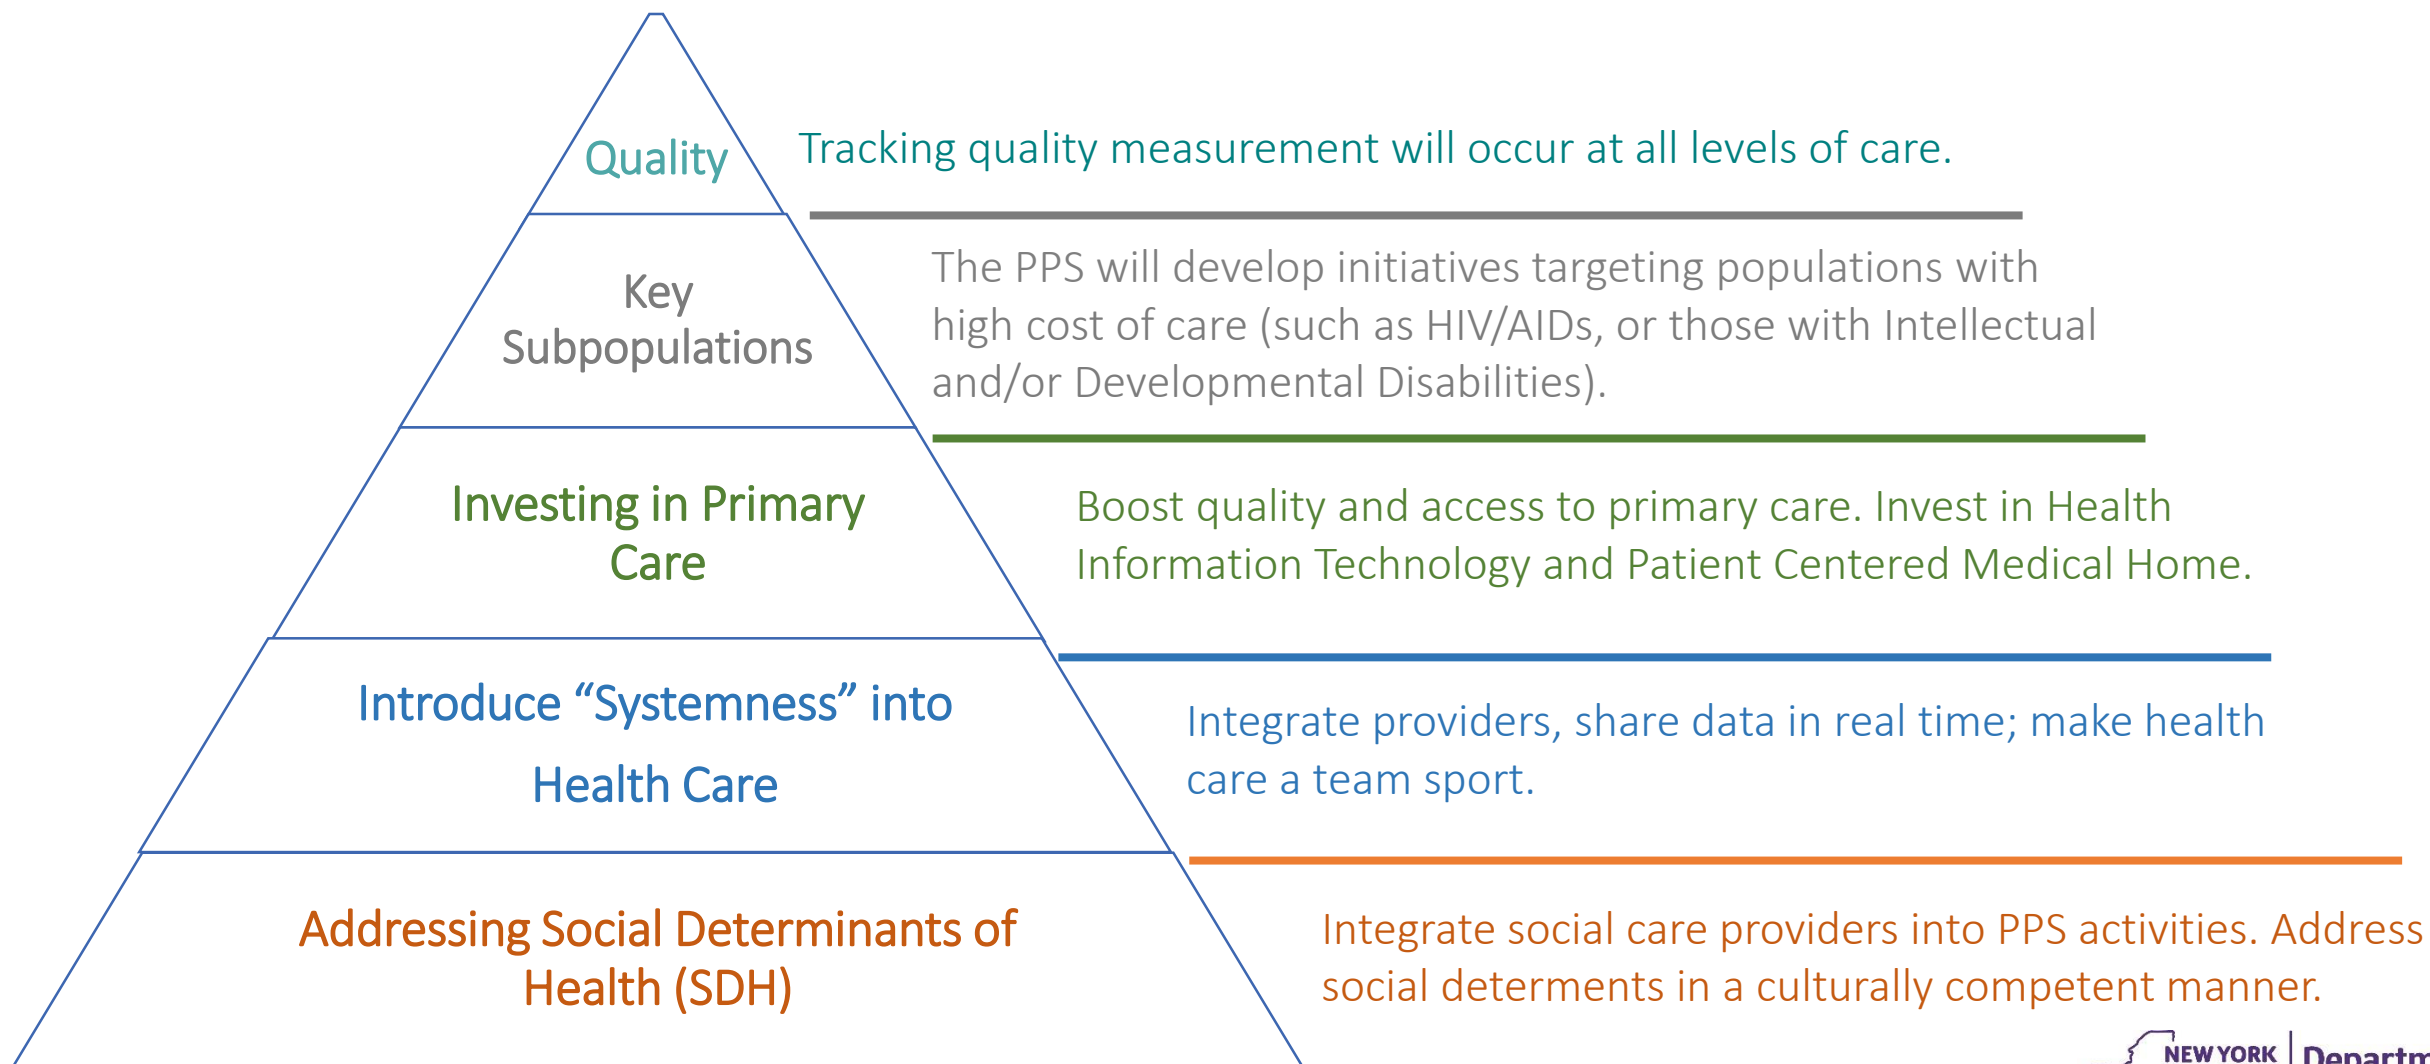 Quality
Tracking quality measurement will occur at all levels of care.
Key
Subpopulations
The PPS will develop initiatives targeting populations with
high cost of care (such as HIV/AIDs, or those with Intellectual
and/or Developmental Disabilities).
Investing in Primary
Care
Boost quality and access to primary care. Invest in Health
Information Technology and Patient Centered Medical Home.
Introduce “Systemness” into
Health Care
Integrate providers, share data in real time; make health
care a team sport.
Addressing Social Determinants of
Health (SDH)
Integrate social care providers into PPS activities. Address
social determents in a culturally competent manner.
NEW YORK